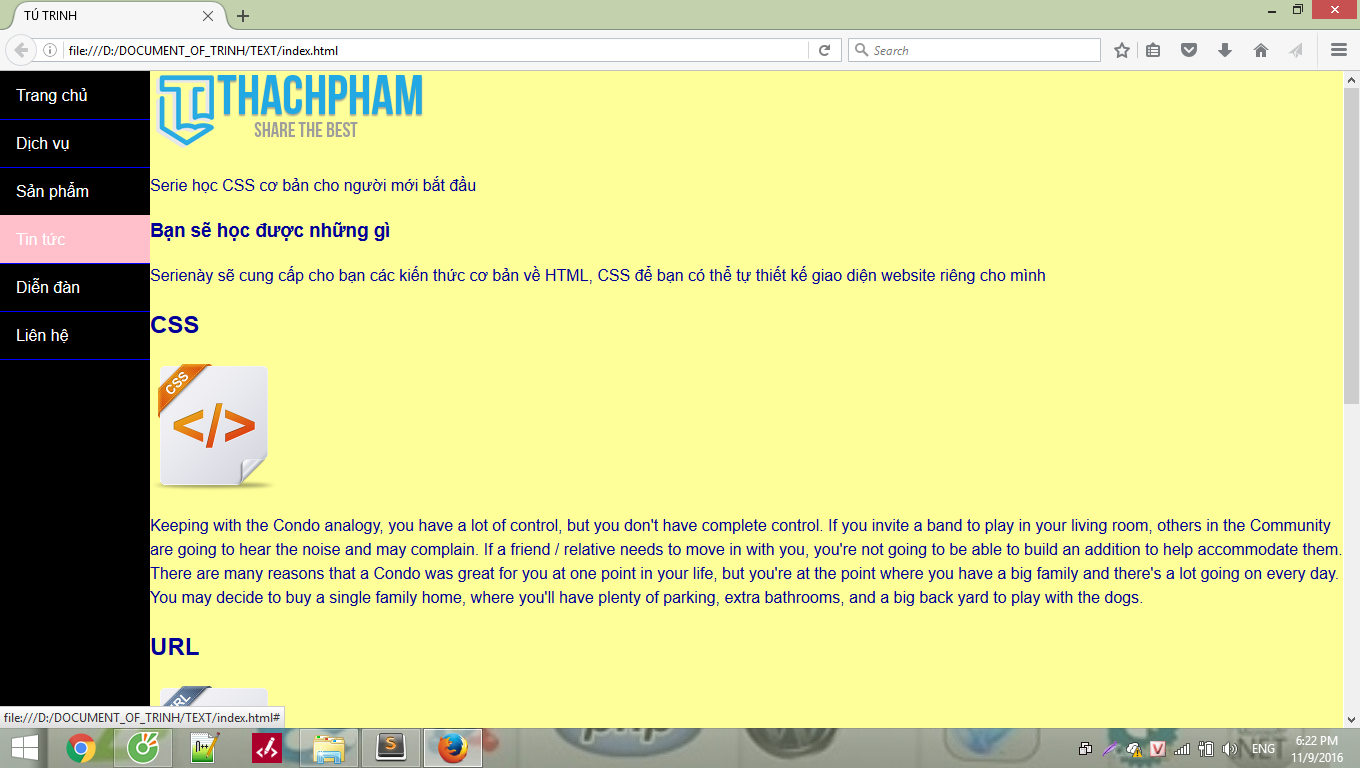 TÚ TRINH
file:///D:/DOCUMENT_OF_TRINH/TEXT/index.html
Search
Trang chủ
Dịch vụ
Sản phẩm
Tin tức
Diễn đàn
Liên hệ
THACHPHAM
SHARE THE BEST
Serie học CSS cơ bản cho người mới bắt đầu
Bạn sẽ học được những gì
Serienày sẽ cung cấp cho bạn các kiến thức cơ bản về HTML, CSS để bạn có thể tự thiết kế giao diện website riêng cho mình
CSS
CSS
</>
Keeping with the Condo analogy, you have a lot of control, but you don't have complete control. If you invite a band to play in your living room, others in the Community
are going to hear the noise and may complain. If a friend / relative needs to move in with you, you're not going to be able to build an addition to help accommodate them.
There are many reasons that a Condo was great for you at one point in your life, but you're at the point where you have a big family and there's a lot going on every day.
You may decide to buy a single family home, where you'll have plenty of parking, extra bathrooms, and a big back yard to play with the dogs.
URL
URL
file:///D:/DOCUMENT_OF_TRINH/TEXT/index.html#
php
.NET
ENG
6:22 PM
11/9/2016